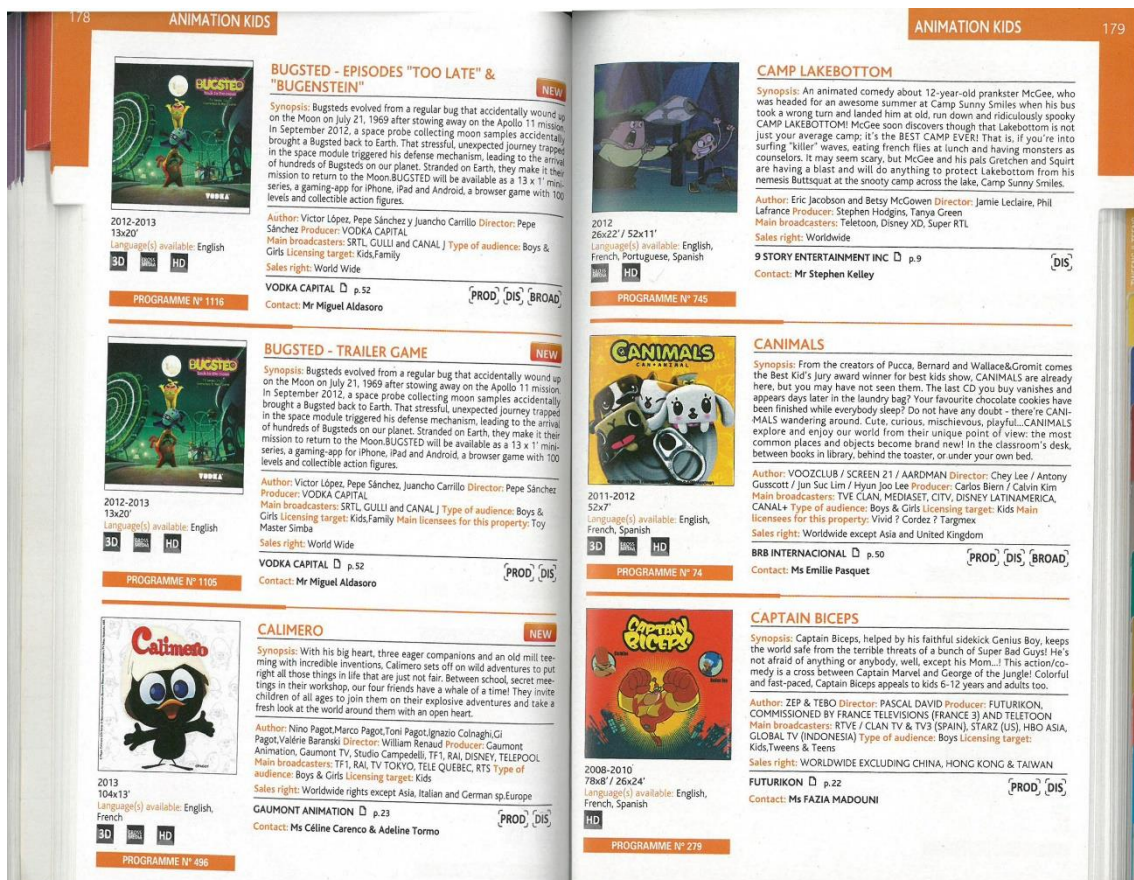 178
ANIMATION KIDS
BUGSTED
VODKA
2012-2013
13x20'
Language(s) available: English
3D
CROSS MEDIA
HD
PROGRAMME N° 1116
BUGSTED - EPISODES "TOO LATE" &
"BUGENSTEIN"
NEW
Synopsis: Bugsteds evolved from a regular bug that accidentally wound up
on the Moon on July 21, 1969 after stowing away on the Apollo 11 mission.
In September 2012, a space probe collecting moon samples accidentally
brought a Bugsted back to Earth. That stressful, unexpected journey trapped
in the space module triggered his defense mechanism, leading to the arrival
of hundreds of Bugsteds on our planet. Stranded on Earth, they make it their
mission to return to the Moon.BUGSTED will be available as a 13 x 1' mini-
series, a gaming-app for iPhone, iPad and Android, a browser game with 100
levels and collectible action figures.
Author: Victor López, Pepe Sánchez y Juancho Carrillo Director: Pepe
Sánchez Producer: VODKA CAPITAL
Main broadcasters: SRTL, GULLI and CANAL J Type of audience: Boys &
Girls Licensing target: Kids,Family
Sales right: World Wide
VODKA CAPITAL p.52
[PROD] [DIS] [BROAD]
Contact: Mr Miguel Aldasoro
BUGSTED
VODKA
2012-2013
13x20'
Language(s) available: English
3D
CROSS MEDIA
HD
PROGRAMME N° 1105
BUGSTED - TRAILER GAME
NEW
Synopsis: Bugsteds evolved from a regular bug that accidentally wound up
on the Moon on July 21, 1969 after stowing away on the Apollo 11 mission.
In September 2012, a space probe collecting moon samples accidentally
brought a Bugsted back to Earth. That stressful, unexpected journey trapped
in the space module triggered his defense mechanism, leading to the arrival
of hundreds of Bugsteds on our planet. Stranded on Earth, they make it their
mission to return to the Moon.BUGSTED will be available as a 13 x 1' mini-
series, a gaming-app for iPhone, iPad and Android, a browser game with 100
levels and collectible action figures.
Author: Victor López, Pepe Sánchez, Juancho Carrillo Director: Pepe Sánchez
Producer: VODKA CAPITAL
Main broadcasters: SRTL, GULLI and CANAL J Type of audience: Boys &
Girls Licensing target: Kids,Family Main licensees for this property: Toy
Master Simba
Sales right: World Wide
VODKA CAPITAL p.52
[PROD] [DIS]
Contact: Mr Miguel Aldasoro
Calimero
2013
104x13'
Language(s) available: English,
French
3D
CROSS MEDIA
HD
PROGRAMME N° 496
CALIMERO
NEW
Synopsis: With his big heart, three eager companions and an old mill tee-
ming with incredible inventions, Calimero sets off on wild adventures to put
right all those things in life that are just not fair. Between school, secret mee-
tings in their workshop, our four friends have a whale of a time! They invite
children of all ages to join them on their explosive adventures and take a
fresh look at the world around them with an open heart.
Author: Nino Pagot,Marco Pagot,Toni Pagot,Ignazio Colnaghi,Gi
Pagot,Valérie Baranski Director: William Renaud Producer: Gaumont
Animation, Gaumont TV, Studio Campedelli, TF1, RAI, DISNEY, TELEPOOL
Main broadcasters: TF1, RAI, TV TOKYO, TELE QUEBEC, RTS Type of
audience: Boys & Girls Licensing target: Kids
Sales right: Worldwide rights except Asia, Italian and German sp.Europe
GAUMONT ANIMATION p.23
[PROD] [DIS]
Contact: Ms Céline Carenco & Adeline Tormo
ANIMATION KIDS
179
2012
26x22' / 52x11'
Language(s) available: English,
French, Portuguese, Spanish
CROSS MEDIA
HD
PROGRAMME N° 745
CAMP LAKEBOTTOM
Synopsis: An animated comedy about 12-year-old prankster McGee, who
was headed for an awesome summer at Camp Sunny Smiles when his bus
took a wrong turn and landed him at old, run down and ridiculously spooky
CAMP LAKEBOTTOM! McGee soon discovers though that Lakebottom is not
just your average camp; it's the BEST CAMP EVER! That is, if you're into
surfing "killer" waves, eating french flies at lunch and having monsters as
counselors. It may seem scary, but McGee and his pals Gretchen and Squirt
are having a blast and will do anything to protect Lakebottom from his
nemesis Buttsquat at the snooty camp across the lake, Camp Sunny Smiles.
Author: Eric Jacobson and Betsy McGowen Director: Jamie Leclaire, Phil
Lafrance Producer: Stephen Hodgins, Tanya Green
Main broadcasters: Teletoon, Disney XD, Super RTL
Sales right: Worldwide
9 STORY ENTERTAINMENT INC p.9
[DIS]
Contact: Mr Stephen Kelley
CANIMALS
CAN+ANIMAL
2011-2012
52x7'
Language(s) available: English,
French, Spanish
3D
CROSS MEDIA
HD
PROGRAMME N° 74
CANIMALS
Synopsis: From the creators of Pucca, Bernard and Wallace&Gromit comes
the Best Kid's Jury award winner for best kids show, CANIMALS are already
here, but you may have not seen them. The last CD you buy vanishes and
appears days later in the laundry bag? Your favourite chocolate cookies have
been finished while everybody sleep? Do not have any doubt - there're CANI-
MALS wandering around. Cute, curious, mischievous, playful...CANIMALS
explore and enjoy our world from their unique point of view: the most
common places and objects become brand new! In the classroom's desk,
between books in library, behind the toaster, or under your own bed.
Author: VOOZCLUB / SCREEN 21 / AARDMAN Director: Chey Lee / Antony
Gusscott / Jun Suc Lim / Hyun Joo Lee Producer: Carlos Biern / Calvin Kim
Main broadcasters: TVE CLAN, MEDIASET, CITV, DISNEY LATINAMERICA,
CANAL+ Type of audience: Boys & Girls Licensing target: Kids Main
licensees for this property: Vivid ? Cordez ? Targmex
Sales right: Worldwide except Asia and United Kingdom
BRB INTERNACIONAL p.50
[PROD] [DIS] [BROAD]
Contact: Ms Emilie Pasquet
CAPTAIN
BICEPS
2008-2010
78x8' / 26x24'
Language(s) available: English,
French, Spanish
HD
PROGRAMME N° 279
CAPTAIN BICEPS
Synopsis: Captain Biceps, helped by his faithful sidekick Genius Boy, keeps
the world safe from the terrible threats of a bunch of Super Bad Guys! He's
not afraid of anything or anybody, well, except his Mom...! This action/co-
medy is a cross between Captain Marvel and George of the Jungle! Colorful
and fast-paced, Captain Biceps appeals to kids 6-12 years and adults too.
Author: ZEP & TEBO Director: PASCAL DAVID Producer: FUTURIKON,
COMMISSIONED BY FRANCE TELEVISIONS (FRANCE 3) AND TELETOON
Main broadcasters: RTVE / CLAN TV & TV3 (SPAIN), STARZ (US), HBO ASIA,
GLOBAL TV (INDONESIA) Type of audience: Boys Licensing target:
Kids,Tweens & Teens
Sales right: WORLDWIDE EXCLUDING CHINA, HONG KONG & TAIWAN
FUTURIKON p.22
[PROD] [DIS]
Contact: Ms FAZIA MADOUNI